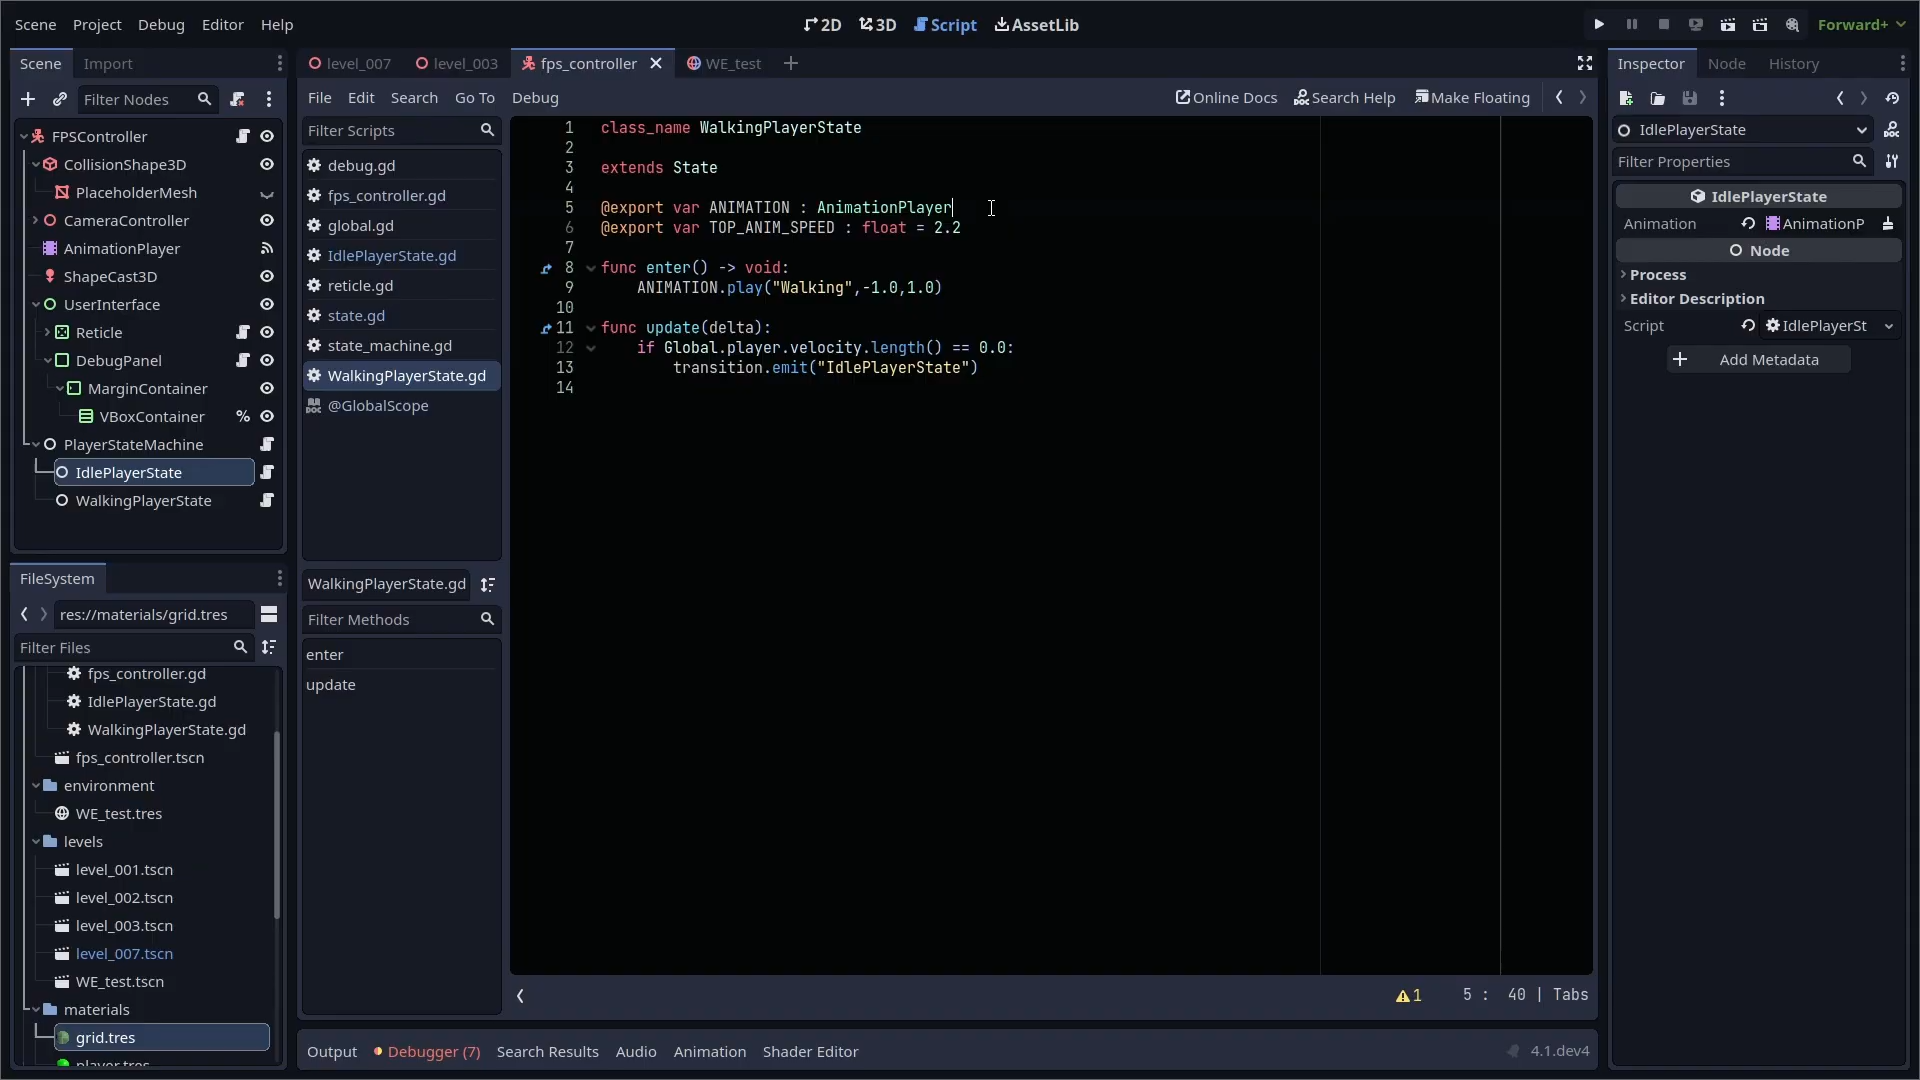 Scene Project Debug Editor Help
2D 3D Script AssetLib
Forward+
Scene Import
Filter Nodes
FPSController
CollisionShape3D
PlaceholderMesh
CameraController
AnimationPlayer
ShapeCast3D
UserInterface
Reticle
DebugPanel
MarginContainer
VBoxContainer %
PlayerStateMachine
IdlePlayerState
WalkingPlayerState
FileSystem
res://materials/grid.tres
Filter Files
fps_controller.gd
IdlePlayerState.gd
WalkingPlayerState.gd
fps_controller.tscn
environment
WE_test.tres
levels
level_001.tscn
level_002.tscn
level_003.tscn
level_007.tscn
WE_test.tscn
materials
grid.tres
player.tres
level_007 level_003 fps_controller WE_test
File Edit Search Go To Debug
Online Docs Search Help Make Floating
Filter Scripts
debug.gd
fps_controller.gd
global.gd
IdlePlayerState.gd
reticle.gd
state.gd
state_machine.gd
WalkingPlayerState.gd
@GlobalScope
WalkingPlayerState.gd
Filter Methods
enter
update
1 class_name WalkingPlayerState
2
3 extends State
4
5 @export var ANIMATION : AnimationPlayer
6 @export var TOP_ANIM_SPEED : float = 2.2
7
8 func enter() -> void:
9 ANIMATION.play("Walking",-1.0,1.0)
10
11 func update(delta):
12 if Global.player.velocity.length() == 0.0:
13 transition.emit("IdlePlayerState")
14
1 5 : 40 | Tabs
Output Debugger (7) Search Results Audio Animation Shader Editor
4.1.dev4
Inspector Node History
IdlePlayerState
Filter Properties
IdlePlayerState
Animation AnimationP
Node
Process
Editor Description
Script IdlePlayerSt
Add Metadata